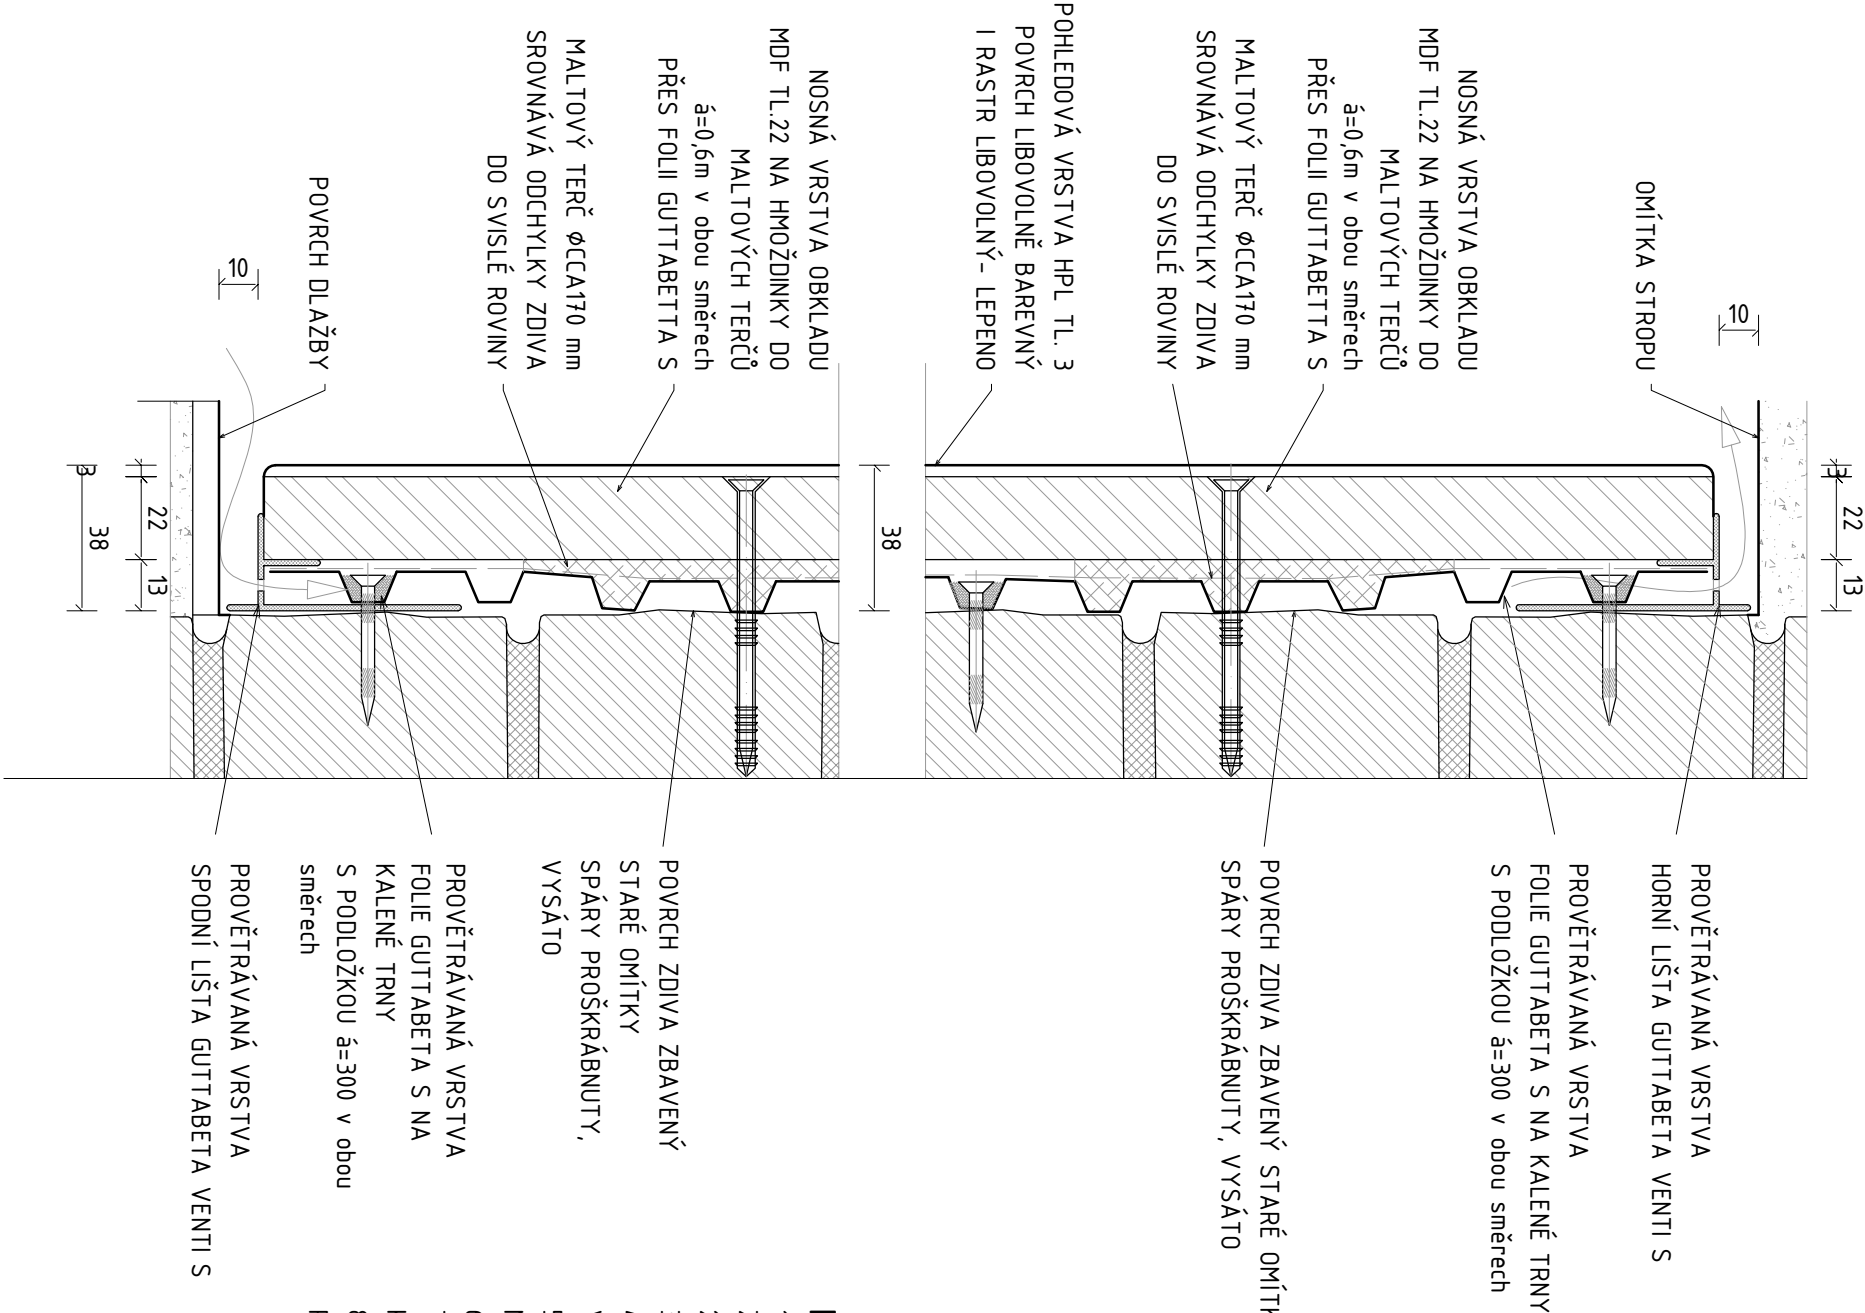 OMÍTKA STROPU
NOSNÁ VRSTVA OBKLADU
MDF TL.22 NA HMOŽDINKY DO
MALTOVÝCH TERČŮ
á=0,6m v obou směrech
PŘES FOLII GUTTABETTA S
MALTOVÝ TERČ ØCCA170 mm
SROVNÁVÁ ODCHYLKY ZDIVA
DO SVISLÉ ROVINY
POHLEDOVÁ VRSTVA HPL TL. 3
POVRCH LIBOVOLNĚ BAREVNÝ
I RASTR LIBOVOLNÝ- LEPENO
NOSNÁ VRSTVA OBKLADU
MDF TL.22 NA HMOŽDINKY DO
MALTOVÝCH TERČŮ
á=0,6m v obou směrech
PŘES FOLII GUTTABETTA S
MALTOVÝ TERČ ØCCA170 mm
SROVNÁVÁ ODCHYLKY ZDIVA
DO SVISLÉ ROVINY
POVRCH DLAŽBY
10
10
3
22
13
38
3
22
13
38
PROVĚTRÁVANÁ VRSTVA
HORNÍ LIŠTA GUTTABETA VENTI S
PROVĚTRÁVANÁ VRSTVA
FOLIE GUTTABETA S NA KALENÉ TRNY
S PODLOŽKOU á=300 v obou směrech
POVRCH ZDIVA ZBAVENÝ STARÉ
SPÁRY PROŠKRÁBNUTY, VYSÁTO
POVRCH ZDIVA ZBAVENÝ
STARÉ OMÍTKY
SPÁRY PROŠKRÁBNUTY,
VYSÁTO
PROVĚTRÁVANÁ VRSTVA
FOLIE GUTTABETA S NA
KALENÉ TRNY
S PODLOŽKOU á=300 v obou
směrech
PROVĚTRÁVANÁ VRSTVA
SPODNÍ LIŠTA GUTTABETA VENTI S